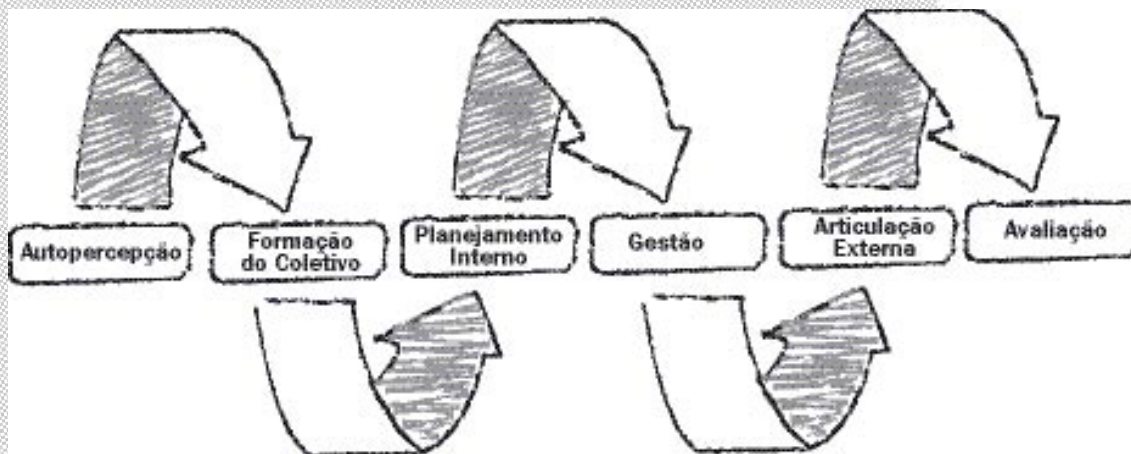 Autopercepção
Formação
do Coletivo
Planejamento
Interno
Gestão
Articulação
Externa
Avaliação